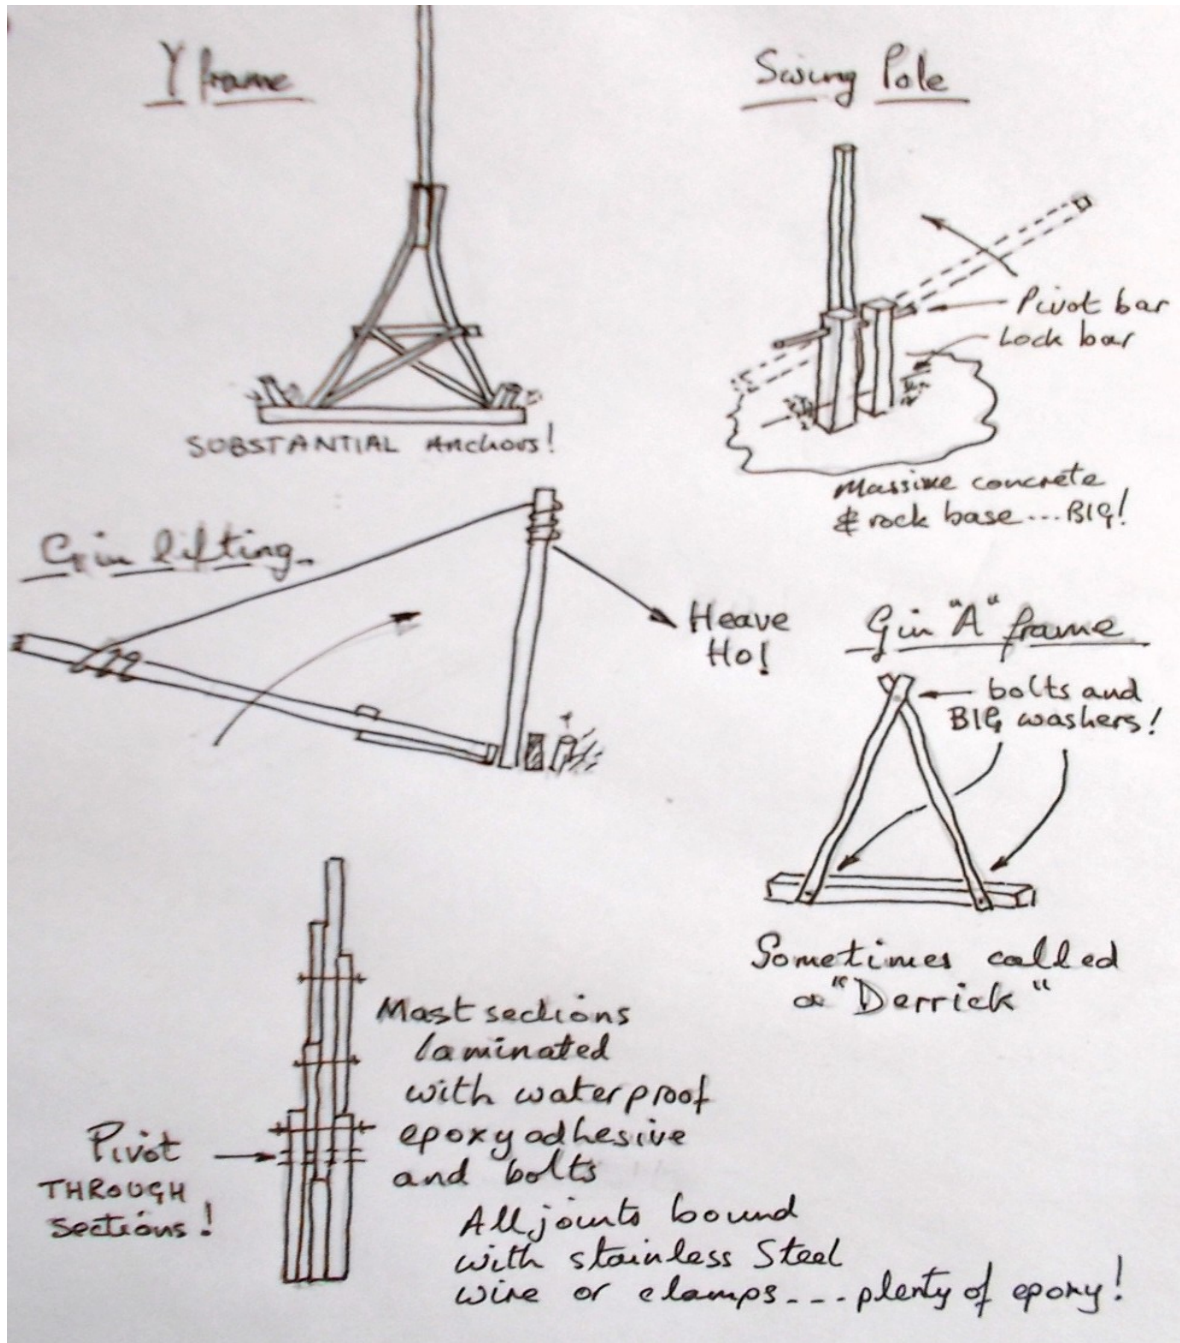 Y frame
Swing Pole
Pivot bar
Lock bar
SUBSTANTIAL Anchors!
Massive concrete
& rock base...BIG!
Gin lifting.
Heave
Ho!
Gin "A" frame
bolts and
BIG washers!
Sometimes called
a "Derrick"
Mast sections
laminated
with waterproof
epoxy adhesive
and bolts
Pivot
THROUGH
sections!
All joints bound
with stainless Steel
wire or clamps...plenty of epoxy!